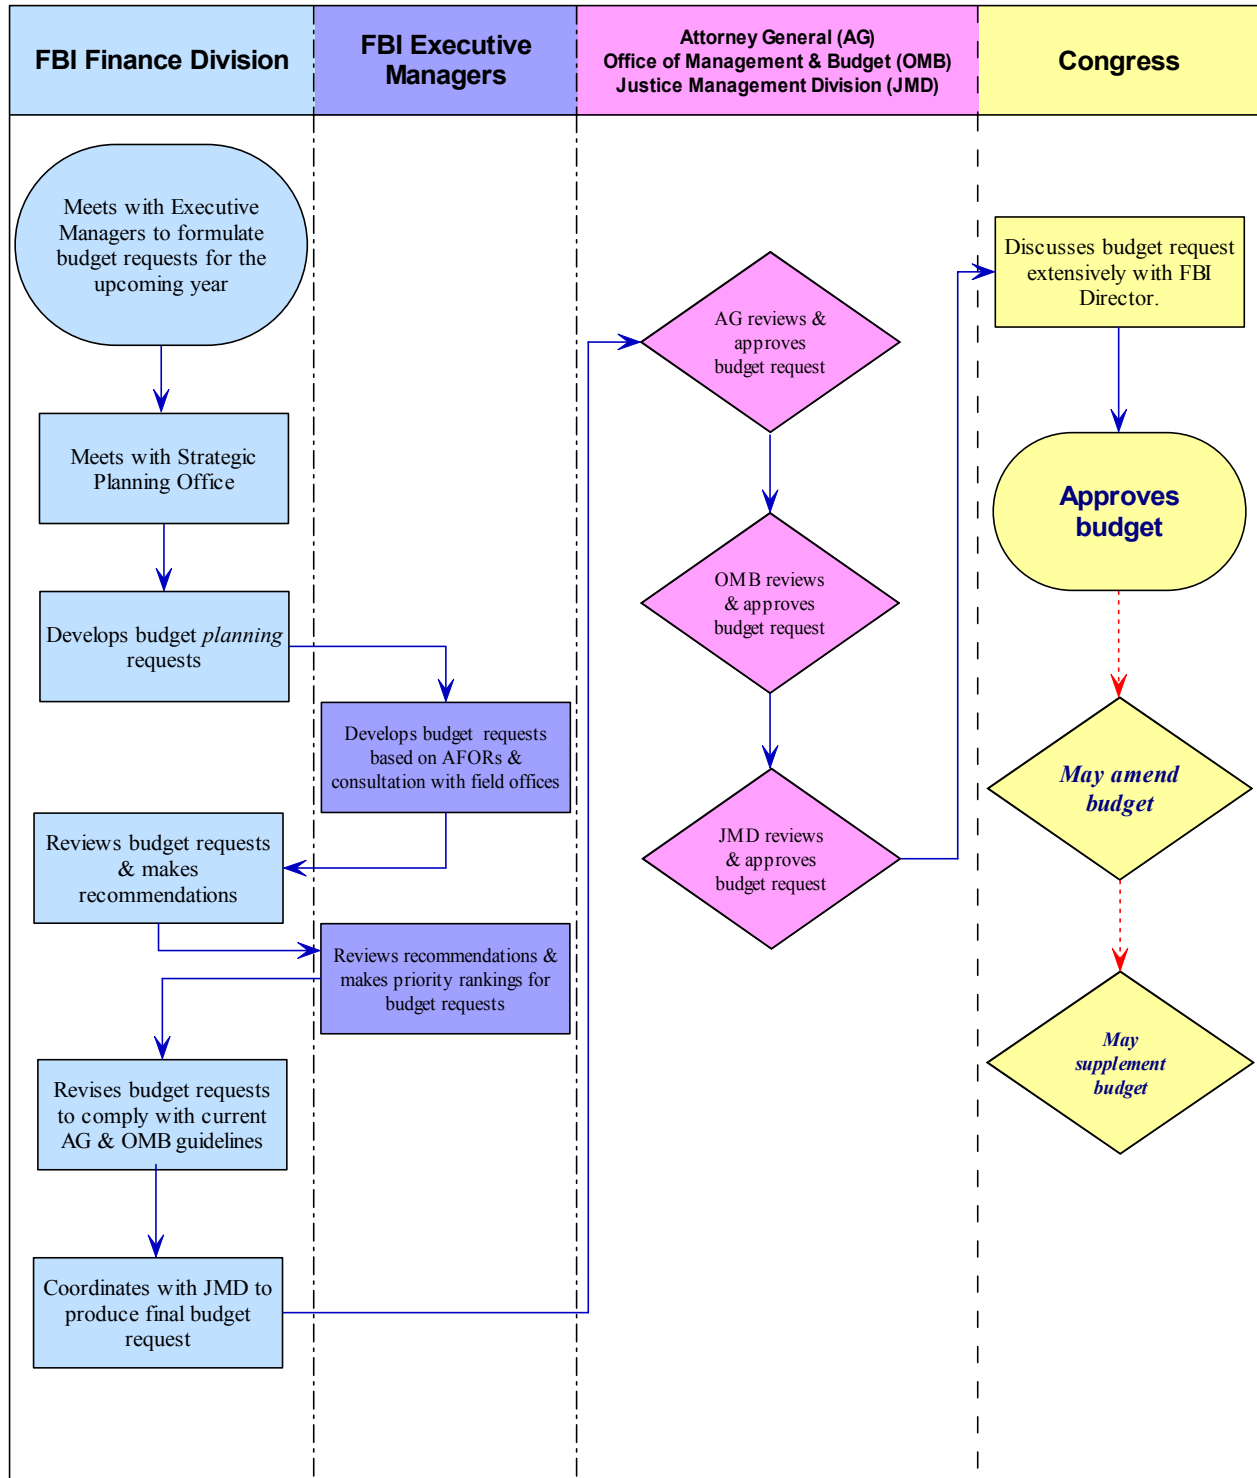 FBI Finance Division
FBI Executive
Managers
Attorney General (AG)
Office of Management & Budget (OMB)
Justice Management Division (JMD)
Congress
Meets with Executive
Managers to formulate
budget requests for the
upcoming year
Meets with Strategic
Planning Office
Develops budget planning
requests
Develops budget requests
based on AFORs &
consultation with field offices
Reviews budget requests
& makes
recommendations
Reviews recommendations &
makes priority rankings for
budget requests
Revises budget requests
to comply with current
AG & OMB guidelines
Coordinates with JMD to
produce final budget
request
AG reviews &
approves
budget request
OMB reviews
& approves
budget request
JMD reviews
& approves
budget request
Discusses budget request
extensively with FBI
Director.
Approves
budget
May amend
budget
May
supplement
budget